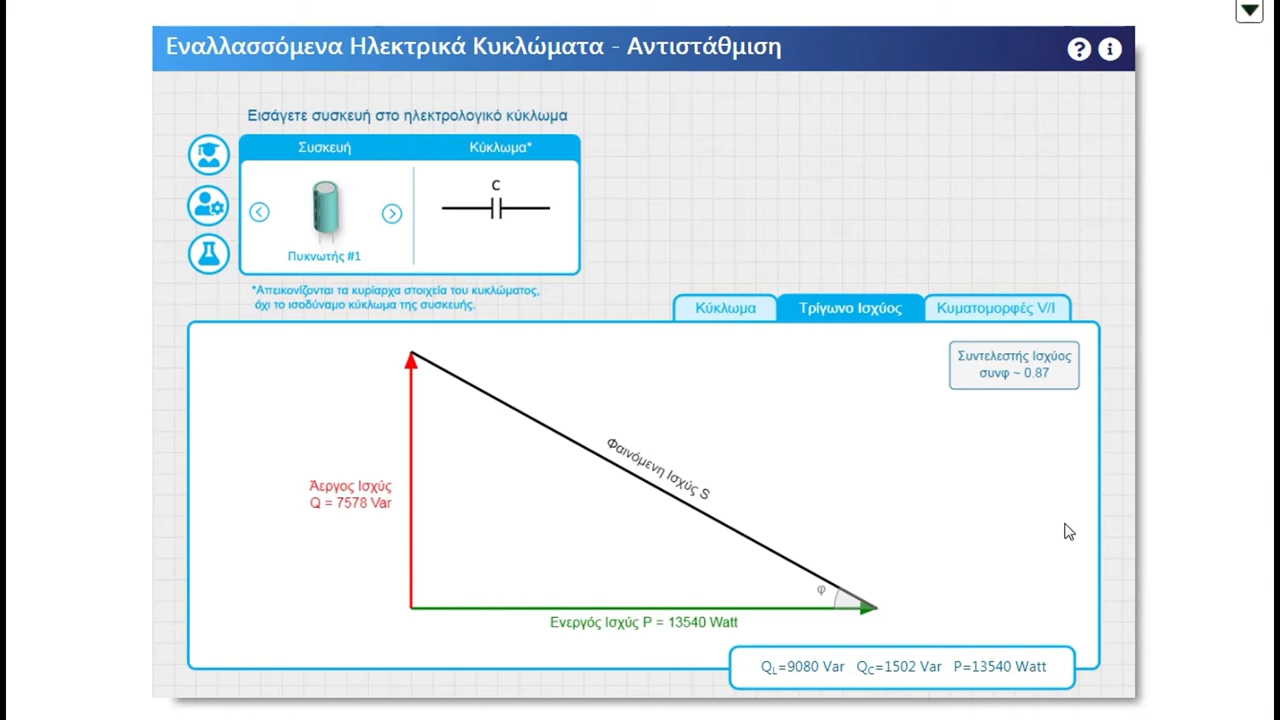 Εναλλασσόμενα Ηλεκτρικά Κυκλώματα - Αντιστάθμιση
? i
Εισάγετε συσκευή στο ηλεκτρολογικό κύκλωμα
Συσκευή Κύκλωμα*
C
Πυκνωτής #1
*Απεικονίζονται τα κυρίαρχα στοιχεία του κυκλώματος,
όχι το ισοδύναμο κύκλωμα της συσκευής.
Κύκλωμα Τρίγωνο Ισχύος Κυματομορφές V/I
Συντελεστής Ισχύος
συνφ ~ 0.87
Φαινόμενη Ισχύς S
Άεργος Ισχύς
Q = 7578 Var
φ
Ενεργός Ισχύς P = 13540 Watt
QL=9080 Var QC=1502 Var P=13540 Watt